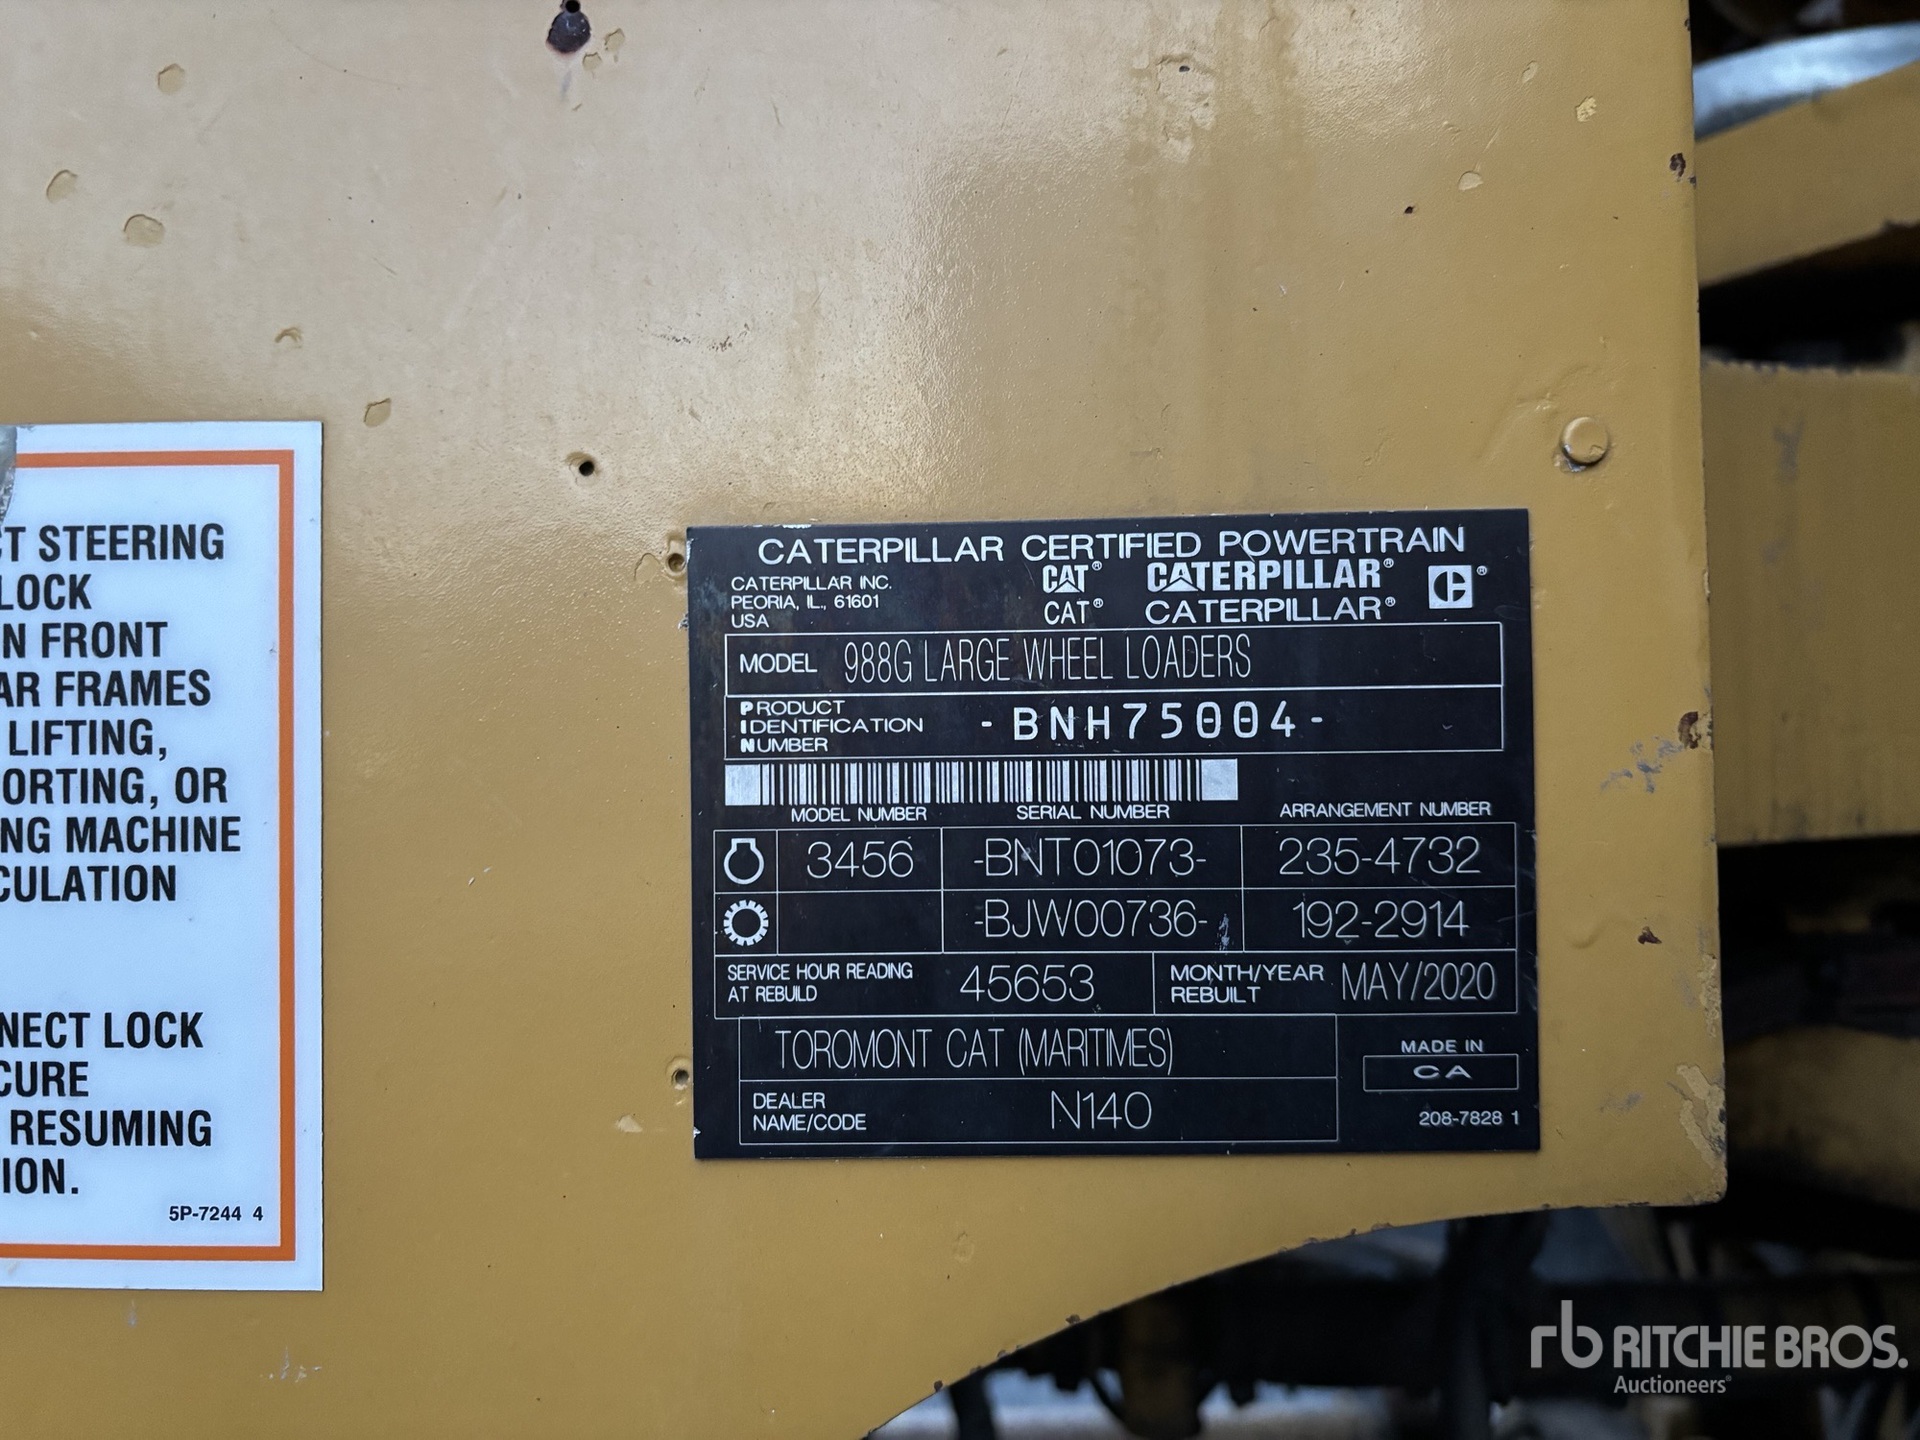 CT STEERING
LOCK
N FRONT
AR FRAMES
LIFTING,
ORTING, OR
NG MACHINE
CULATION
NNECT LOCK
CURE
RESUMING
ION.
5P-7244 4
CATERPILLAR CERTIFIED POWERTRAIN
CATERPILLAR INC.
PEORIA, IL., 61601
USA
CAT® CATERPILLAR® C®
CAT® CATERPILLAR®
MODEL 988G LARGE WHEEL LOADERS
PRODUCT
IDENTIFICATION
NUMBER
-BNH75004-
MODEL NUMBER SERIAL NUMBER ARRANGEMENT NUMBER
3456 -BNT01073- 235-4732
-BJW00736- 192-2914
SERVICE HOUR READING
AT REBUILD
45653
MONTH/YEAR
REBUILT
MAY/2020
TOROMONT CAT (MARITIMES)
DEALER
NAME/CODE
N140
MADE IN
CA
208-7828 1
rb RITCHIE BROS.
Auctioneers®